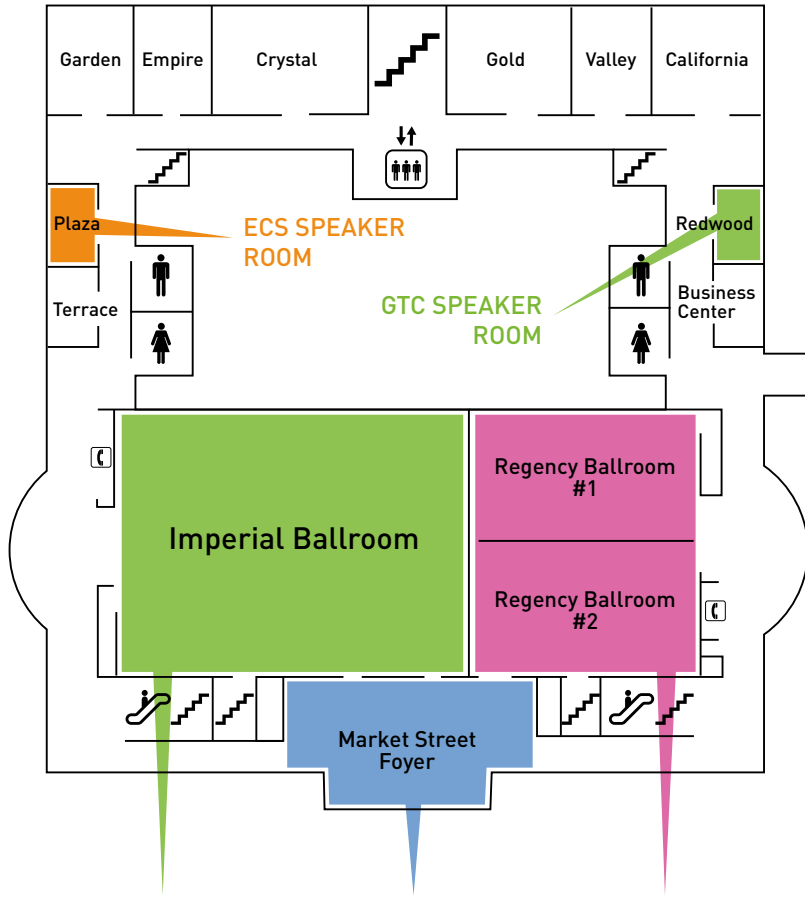 Garden
Empire
Crystal
Gold
Valley
California
Plaza
ECS SPEAKER
ROOM
Redwood
Terrace
GTC SPEAKER
ROOM
Business
Center
Imperial Ballroom
Regency Ballroom
#1
Regency Ballroom
#2
Market Street
Foyer